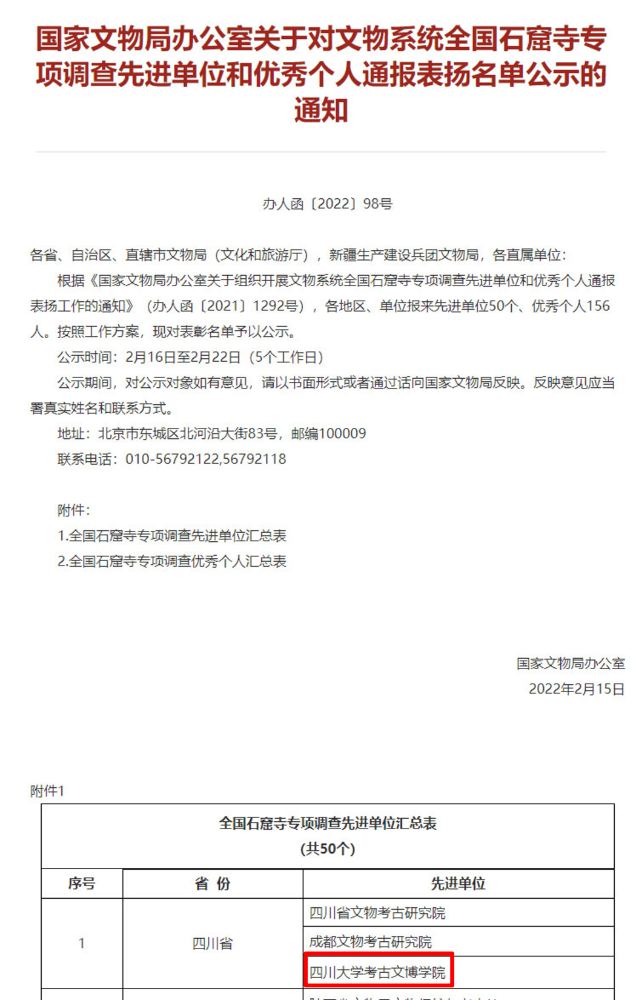 国家文物局办公室关于对文物系统全国石窟寺专
项调查先进单位和优秀个人通报表扬名单公示的
通知
办人函〔2022〕98号
各省、自治区、直辖市文物局（文化和旅游厅），新疆生产建设兵团文物局，各直属单位：
根据《国家文物局办公室关于组织开展文物系统全国石窟寺专项调查先进单位和优秀个人通报
表扬工作的通知》（办人函〔2021〕1292号），各地区、单位报来先进单位50个、优秀个人156
人。按照工作方案，现对表彰名单予以公示。
公示时间：2月16日至2月22日（5个工作日）
公示期间，对公示对象如有意见，请以书面形式或者通过话向国家文物局反映。反映意见应当
署真实姓名和联系方式。
地址：北京市东城区北河沿大街83号，邮编100009
联系电话：010-56792122,56792118
附件：
1.全国石窟寺专项调查先进单位汇总表
2.全国石窟寺专项调查优秀个人汇总表
国家文物局办公室
2022年2月15日
附件1
全国石窟寺专项调查先进单位汇总表
(共50个)
序号 省 份 先进单位
四川省文物考古研究院
1 四川省 成都文物考古研究院
四川大学考古文博学院